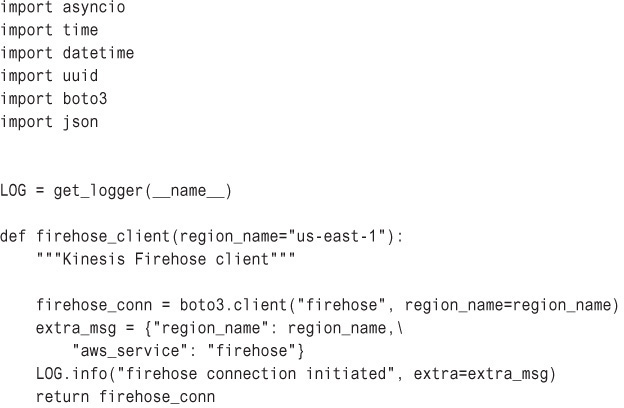 import asyncio
import time
import datetime
import uuid
import boto3
import json
LOG = get_logger(__name__)
def firehose_client(region_name="us-east-1"):
    """Kinesis Firehose client"""
    firehose_conn = boto3.client("firehose", region_name=region_name)
    extra_msg = {"region_name": region_name,\
        "aws_service": "firehose"}
    LOG.info("firehose connection initiated", extra=extra_msg)
    return firehose_conn